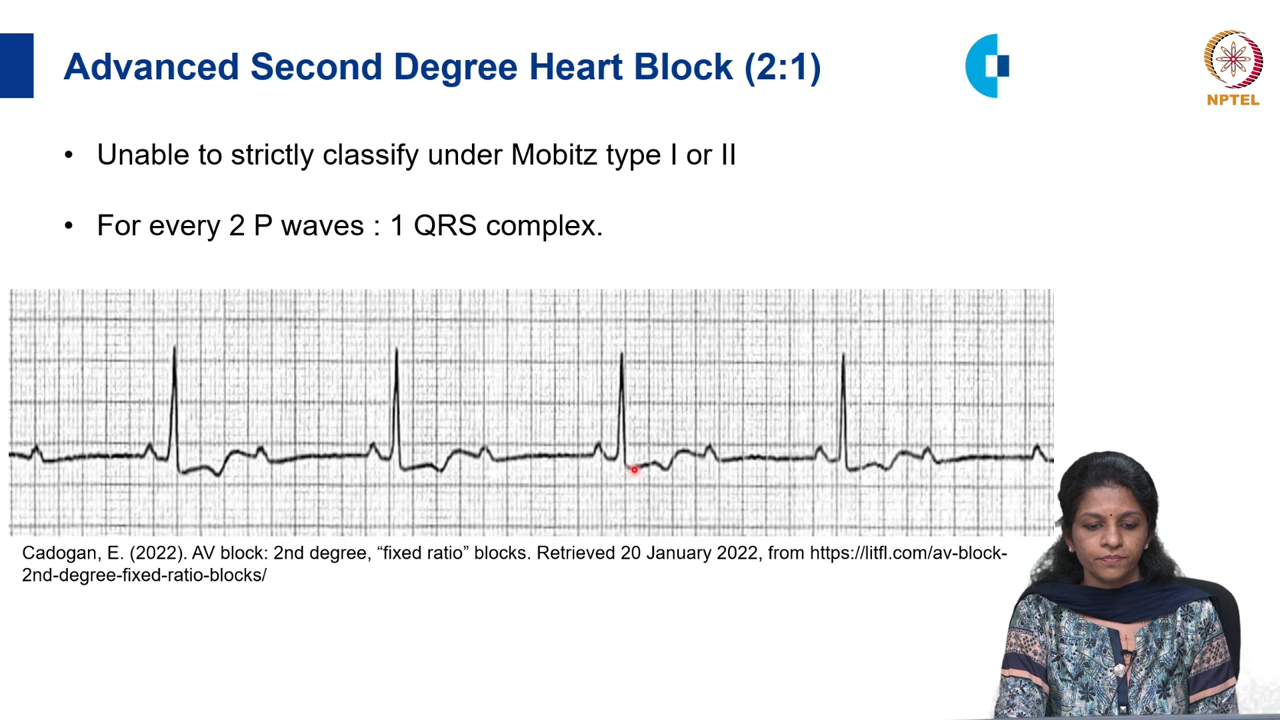 Advanced Second Degree Heart Block (2:1)
NPTEL
• Unable to strictly classify under Mobitz type I or II
• For every 2 P waves : 1 QRS complex.
Cadogan, E. (2022). AV block: 2nd degree, “fixed ratio” blocks. Retrieved 20 January 2022, from https://litfl.com/av-block-
2nd-degree-fixed-ratio-blocks/